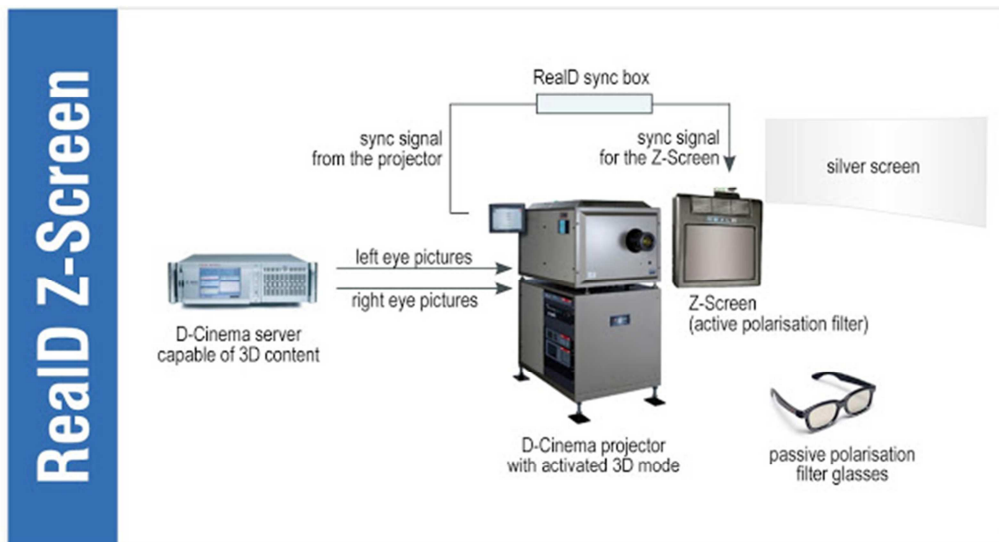 RealD Z-Screen
RealD sync box
sync signal
from the projector
sync signal
for the Z-Screen
silver screen
left eye pictures
right eye pictures
D-Cinema server
capable of 3D content
Z-Screen
(active polarisation filter)
D-Cinema projector
with activated 3D mode
passive polarisation
filter glasses